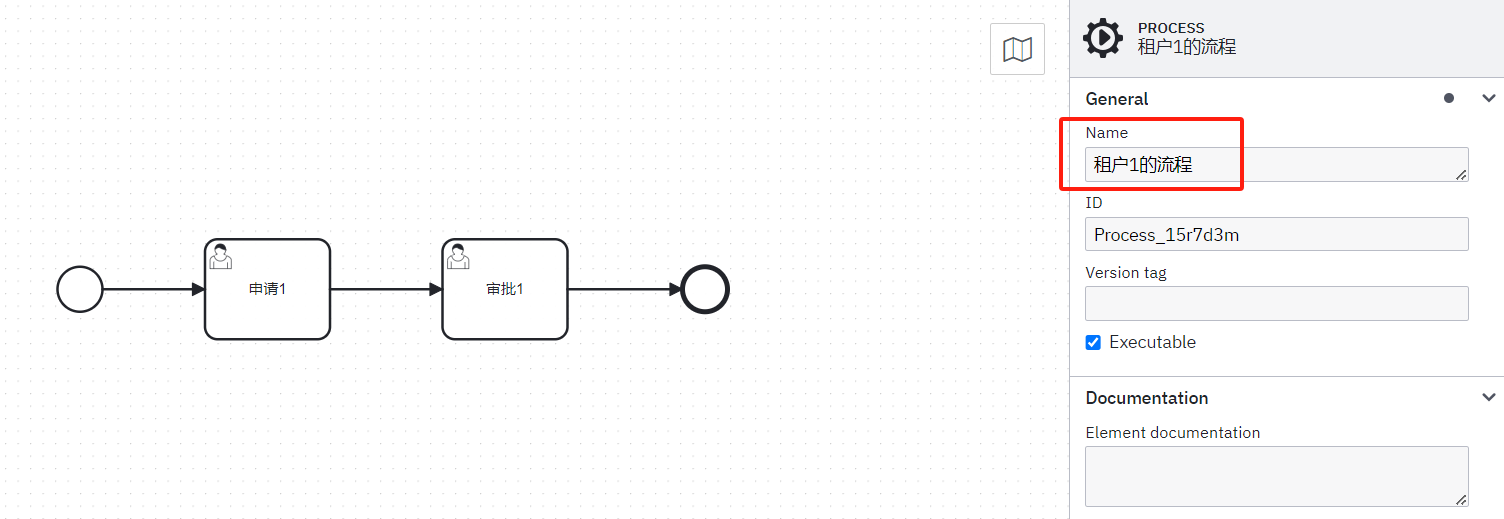 申请1
审批1
PROCESS
租户1的流程
General
Name
租户1的流程
ID
Process_15r7d3m
Version tag
Executable
Documentation
Element documentation